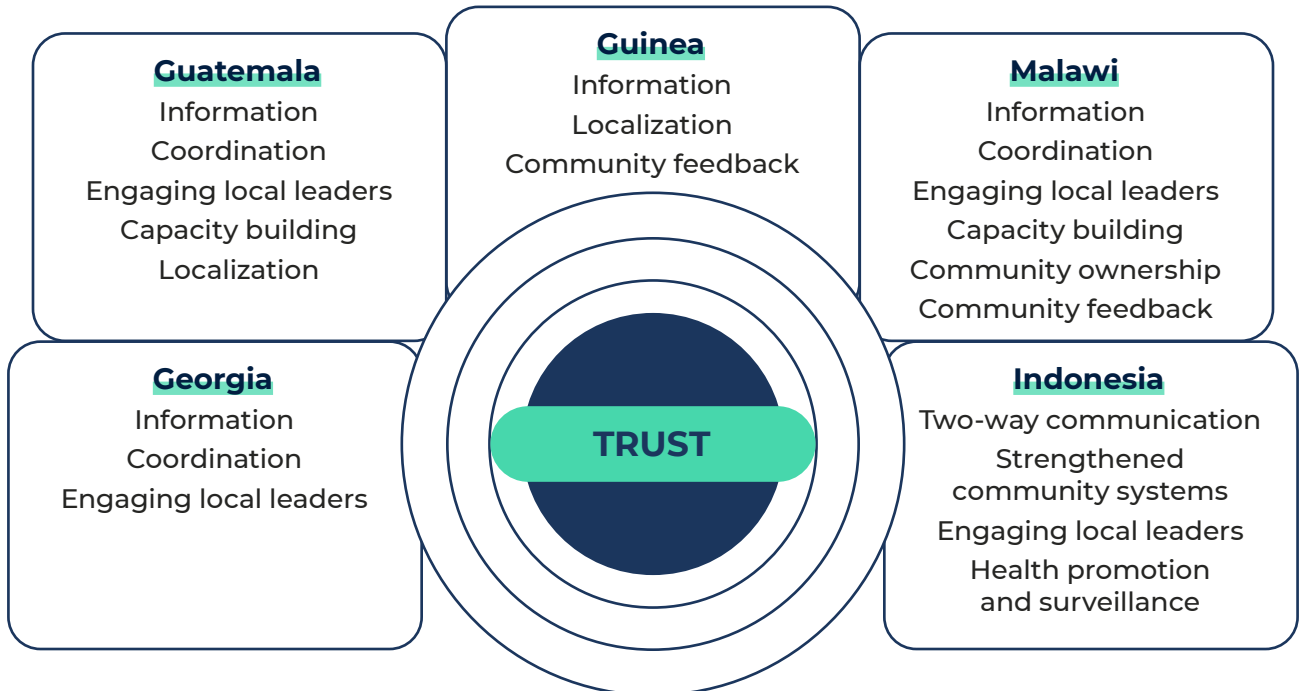 Guatemala
Information
Coordination
Engaging local leaders
Capacity building
Localization
Guinea
Information
Localization
Community feedback
Malawi
Information
Coordination
Engaging local leaders
Capacity building
Community ownership
Community feedback
Georgia
Information
Coordination
Engaging local leaders
TRUST
Indonesia
Two-way communication
Strengthened
community systems
Engaging local leaders
Health promotion
and surveillance